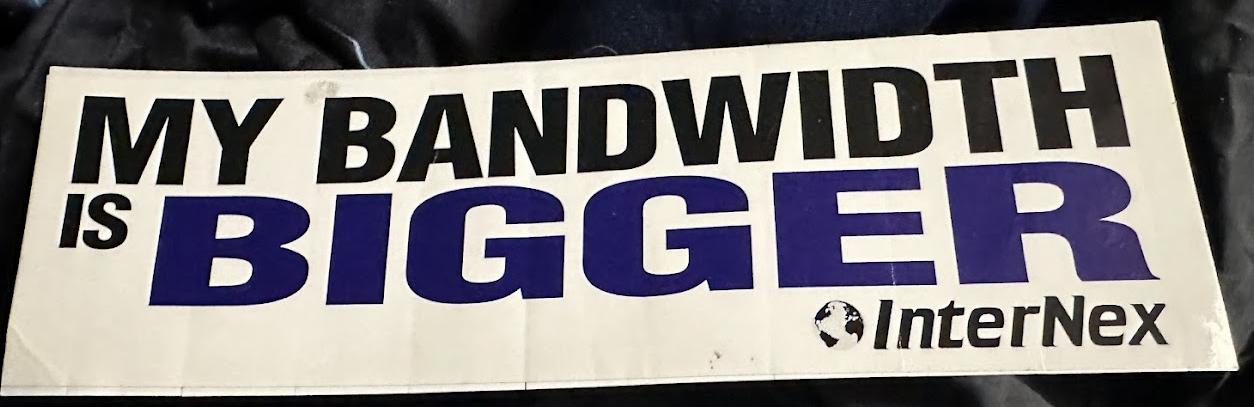 MY BANDWIDTH
IS BIGGER
InterNex